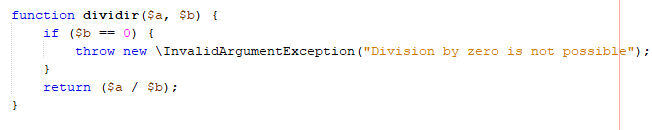 function dividir($a, $b) {
    if ($b == 0) {
        throw new \InvalidArgumentException("Division by zero is not possible");
    }
    return ($a / $b);
}